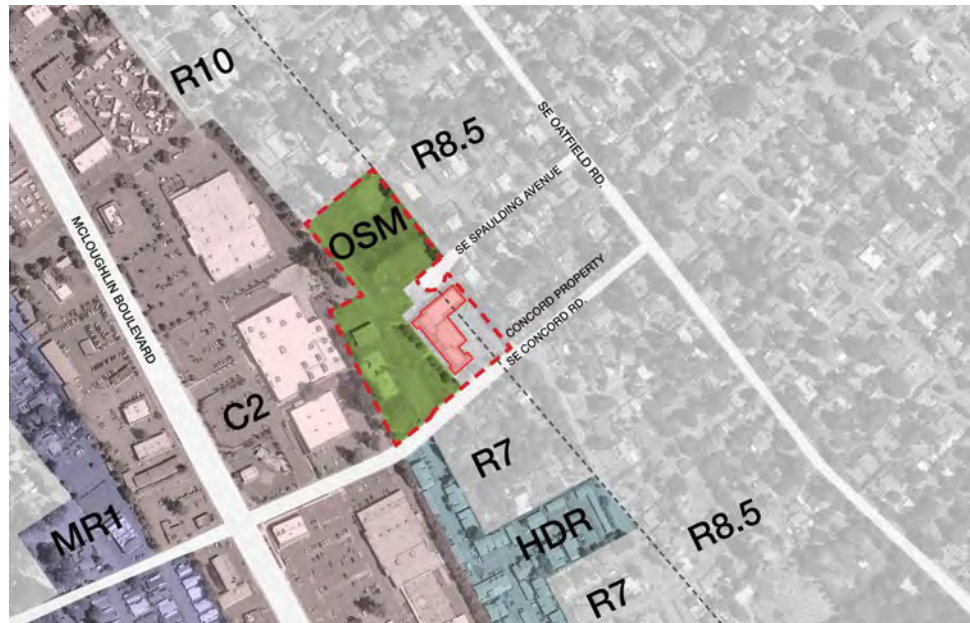 R10
R8.5
SE OATFIELD RD.
SE SPAULDING AVENUE
OSM
MCLOUGHLIN BOULEVARD
CONCORD PROPERTY
SE CONCORD RD.
C2
R7
MR1
HDR
R8.5
R7